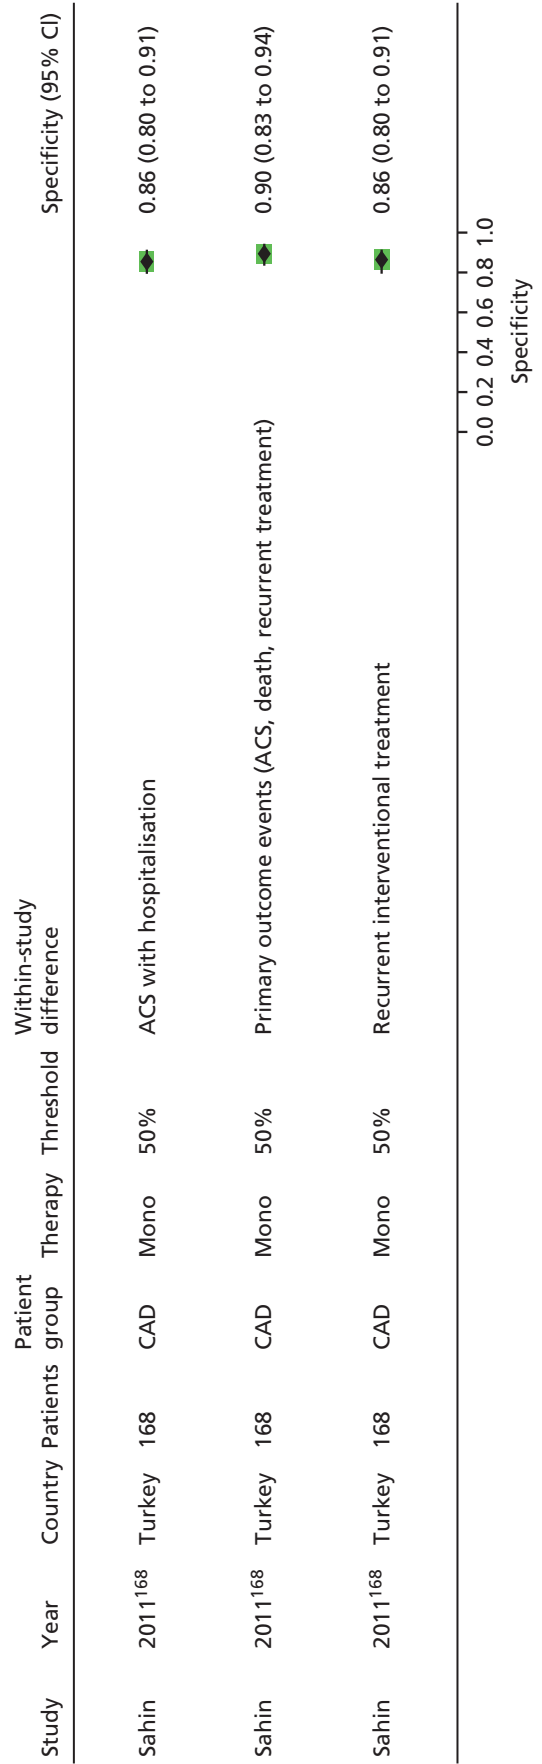 Study Year Country Patients Patient group Therapy Threshold Within-study difference Specificity (95% CI)
Sahin 2011¹⁶⁸ Turkey 168 CAD Mono 50% ACS with hospitalisation 0.86 (0.80 to 0.91)
Sahin 2011¹⁶⁸ Turkey 168 CAD Mono 50% Primary outcome events (ACS, death, recurrent treatment) 0.90 (0.83 to 0.94)
Sahin 2011¹⁶⁸ Turkey 168 CAD Mono 50% Recurrent interventional treatment 0.86 (0.80 to 0.91)
0.0 0.2 0.4 0.6 0.8 1.0
Specificity